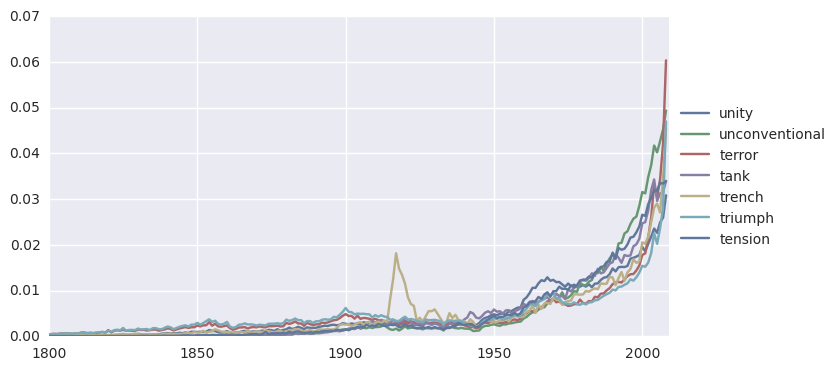 0.07
0.06
0.05
0.04
0.03
0.02
0.01
0.00
1800 1850 1900 1950 2000
unity
unconventional
terror
tank
trench
triumph
tension